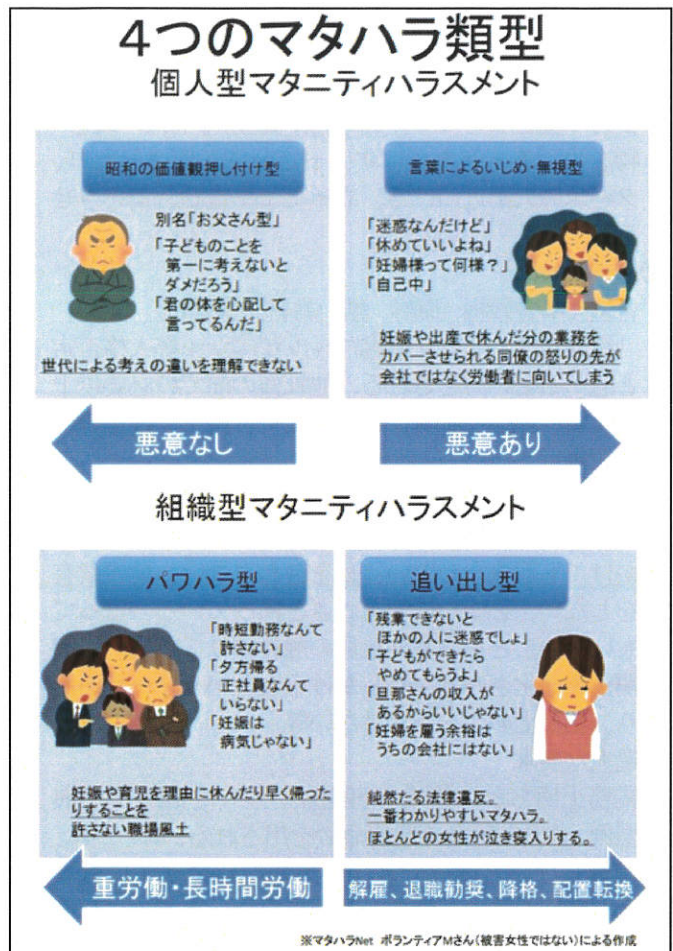 4つのマタハラ類型
個人型マタニティハラスメント
昭和の価値観押し付け型
別名「お父さん型」
「子どものことを
第一に考えないと
ダメだろう」
「君の体を心配して
言ってるんだ」
世代による考えの違いを理解できない
言葉によるいじめ・無視型
「迷惑なんだけど」
「休めていいよね」
「妊婦様って何様？」
「自己中」
妊娠や出産で休んだ分の業務を
カバーさせられる同僚の怒りの先が
会社ではなく労働者に向いてしまう
悪意なし
悪意あり
組織型マタニティハラスメント
パワハラ型
「時短勤務なんて
許さない」
「夕方帰る
正社員なんて
いらない」
「妊娠は
病気じゃない」
妊娠や育児を理由に休んだり早く帰った
りすることを
許さない職場風土
追い出し型
「残業できないと
ほかの人に迷惑でしょ」
「子どもができたら
やめてもらうよ」
「旦那さんの収入が
あるからいいじゃない」
「妊婦を雇う余裕は
うちの会社にはない」
純然たる法律違反。
一番わかりやすいマタハラ。
ほとんどの女性が泣き寝入りする。
重労働・長時間労働
解雇、退職勧奨、降格、配置転換
※マタハラNet ボランティアMさん(被害女性ではない)による作成